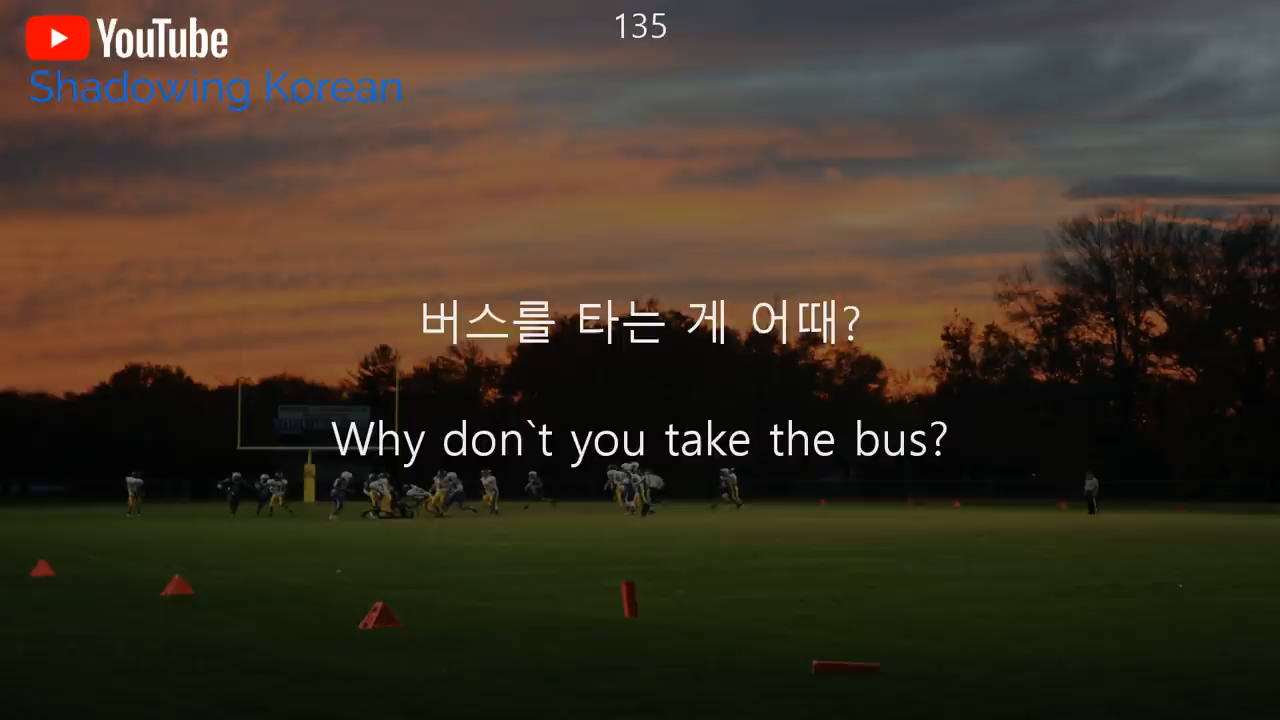 135
YouTube
Shadowing Korean
버스를 타는 게 어때?
Why don`t you take the bus?